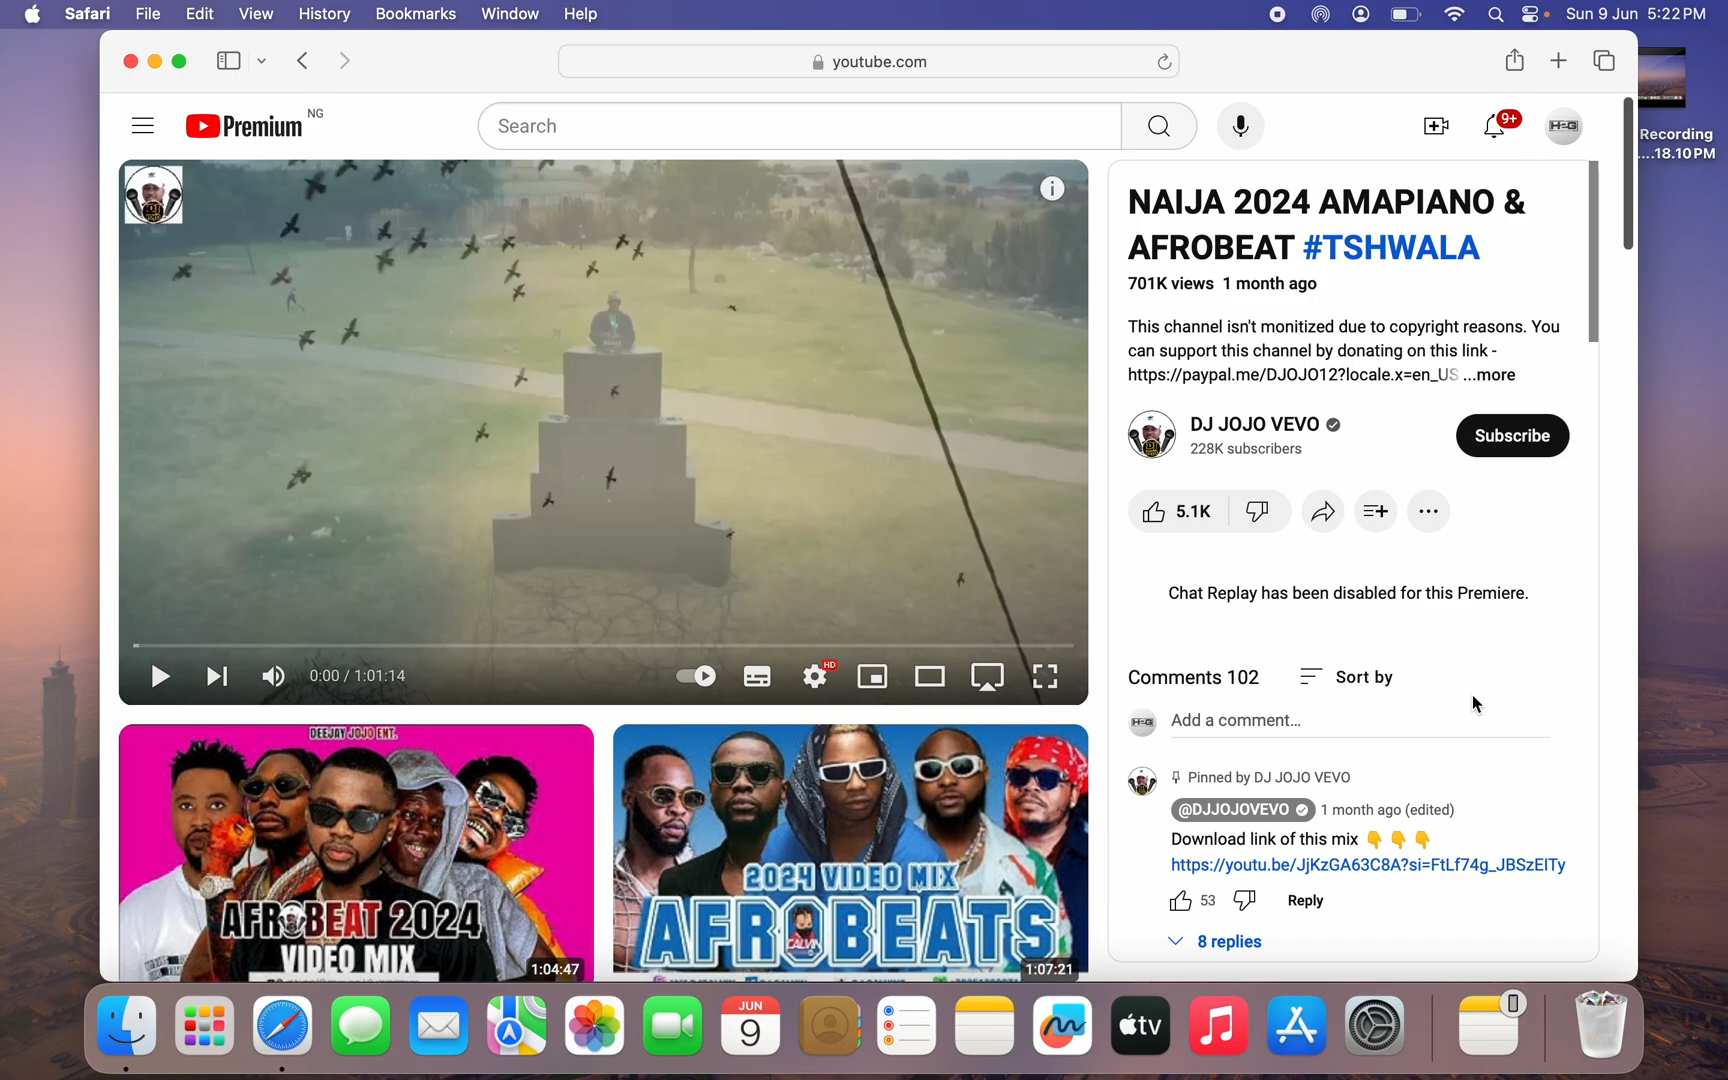 Safari File Edit View History Bookmarks Window Help
Sun 9 Jun 5:22 PM
youtube.com
Recording
....18.10 PM
Premium NG
Search
9+
H2G
NAIJA 2024 AMAPIANO &
AFROBEAT #TSHWALA
701K views 1 month ago
This channel isn't monitized due to copyright reasons. You
can support this channel by donating on this link -
https://paypal.me/DJOJO12?locale.x=en_US ...more
DJ JOJO VEVO
228K subscribers
Subscribe
5.1K
Chat Replay has been disabled for this Premiere.
Comments 102 Sort by
H2G Add a comment...
Pinned by DJ JOJO VEVO
@DJJOJOVEVO 1 month ago (edited)
Download link of this mix 👇 👇 👇
https://youtu.be/JjKzGA63C8A?si=FtLf74g_JBSzEITy
53 Reply
8 replies
0:00 / 1:01:14
HD
DEEJAY JOJO ENT.
AFROBEAT 2024
VIDEO MIX
1:04:47
2024 VIDEO MIX
AFROBEATS
CALVIN
1:07:21
JUN
9
tv